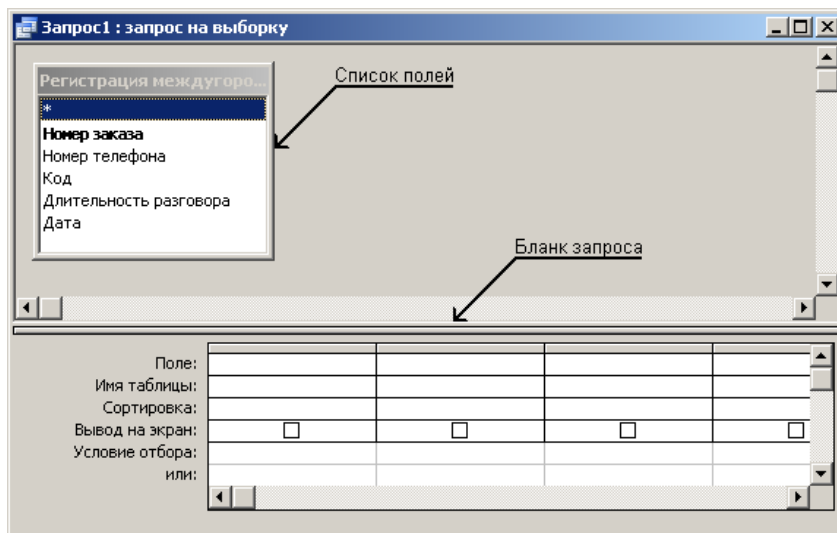 Запрос1 : запрос на выборку
Регистрация междугоро...
Список полей
*
Номер заказа
Номер телефона
Код
Длительность разговора
Дата
Бланк запроса
Поле:
Имя таблицы:
Сортировка:
Вывод на экран:
Условие отбора:
или: